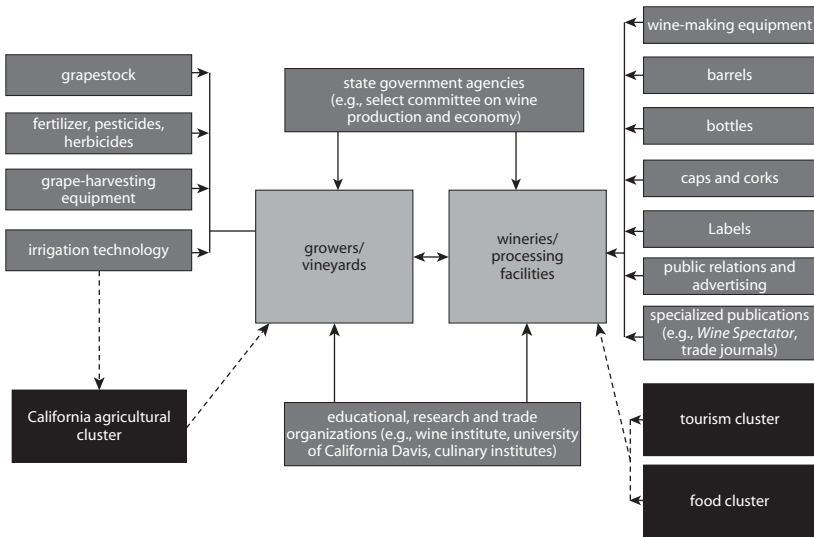 grapestock
fertilizer, pesticides,
herbicides
grape-harvesting
equipment
irrigation technology
California agricultural
cluster
state government agencies
(e.g., select committee on wine
production and economy)
growers/
vineyards
wineries/
processing
facilities
educational, research and trade
organizations (e.g., wine institute, university
of California Davis, culinary institutes)
wine-making equipment
barrels
bottles
caps and corks
Labels
public relations and
advertising
specialized publications
(e.g., Wine Spectator,
trade journals)
tourism cluster
food cluster